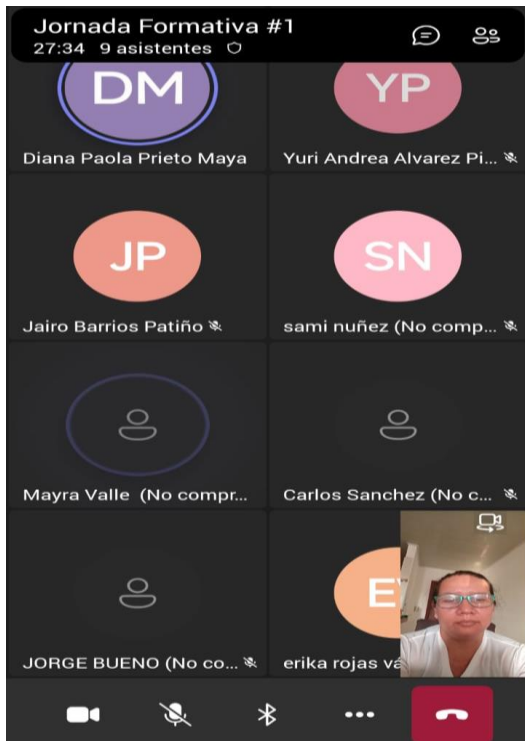 Jornada Formativa #1
27:34 9 asistentes
DM
YP
Diana Paola Prieto Maya
Yuri Andrea Alvarez Pi...
JP
SN
Jairo Barrios Patiño
sami nuñez (No comp...
Mayra Valle (No compr...
Carlos Sanchez (No c...
E
JORGE BUENO (No co...
erika rojas vá